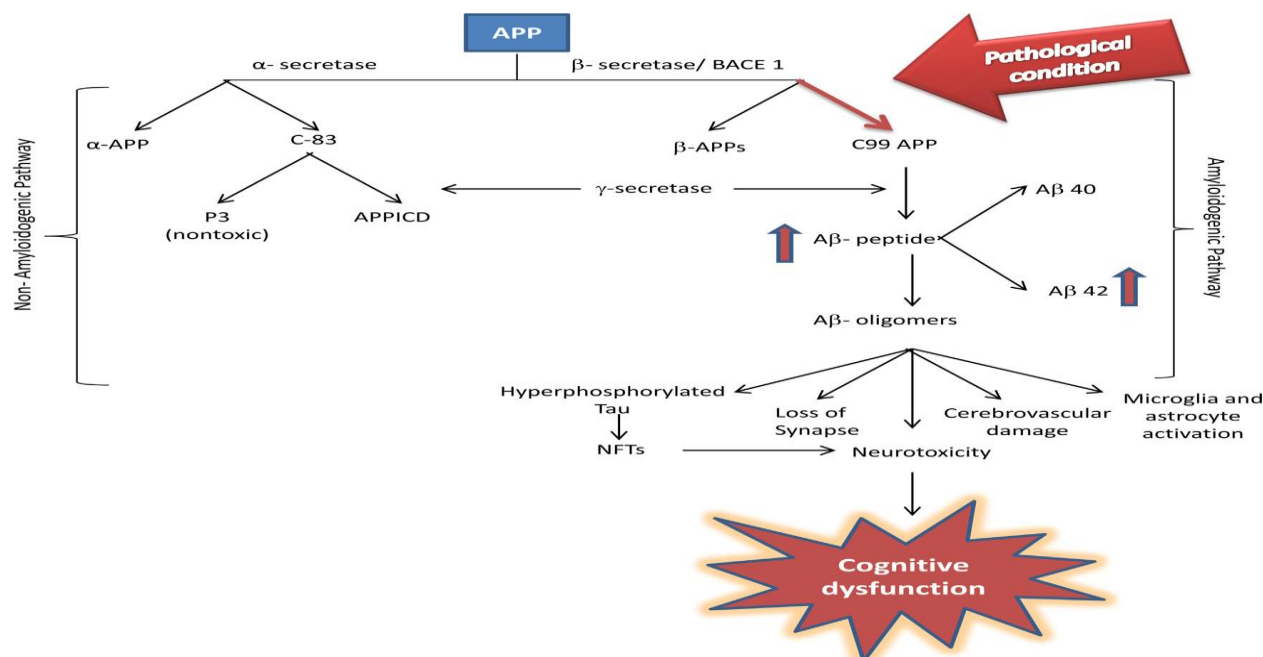 APP
Pathological
condition
α- secretase
β- secretase/ BACE 1
α-APP
C-83
β-APPs
C99 APP
γ-secretase
P3
(nontoxic)
APPICD
Aβ 40
Aβ- peptide
Aβ 42
Aβ- oligomers
Non- Amyloidogenic Pathway
Amyloidogenic Pathway
Hyperphosphorylated
Tau
Loss of
Synapse
Cerebrovascular
damage
Microglia and
astrocyte
activation
NFTs
Neurotoxicity
Cognitive
dysfunction